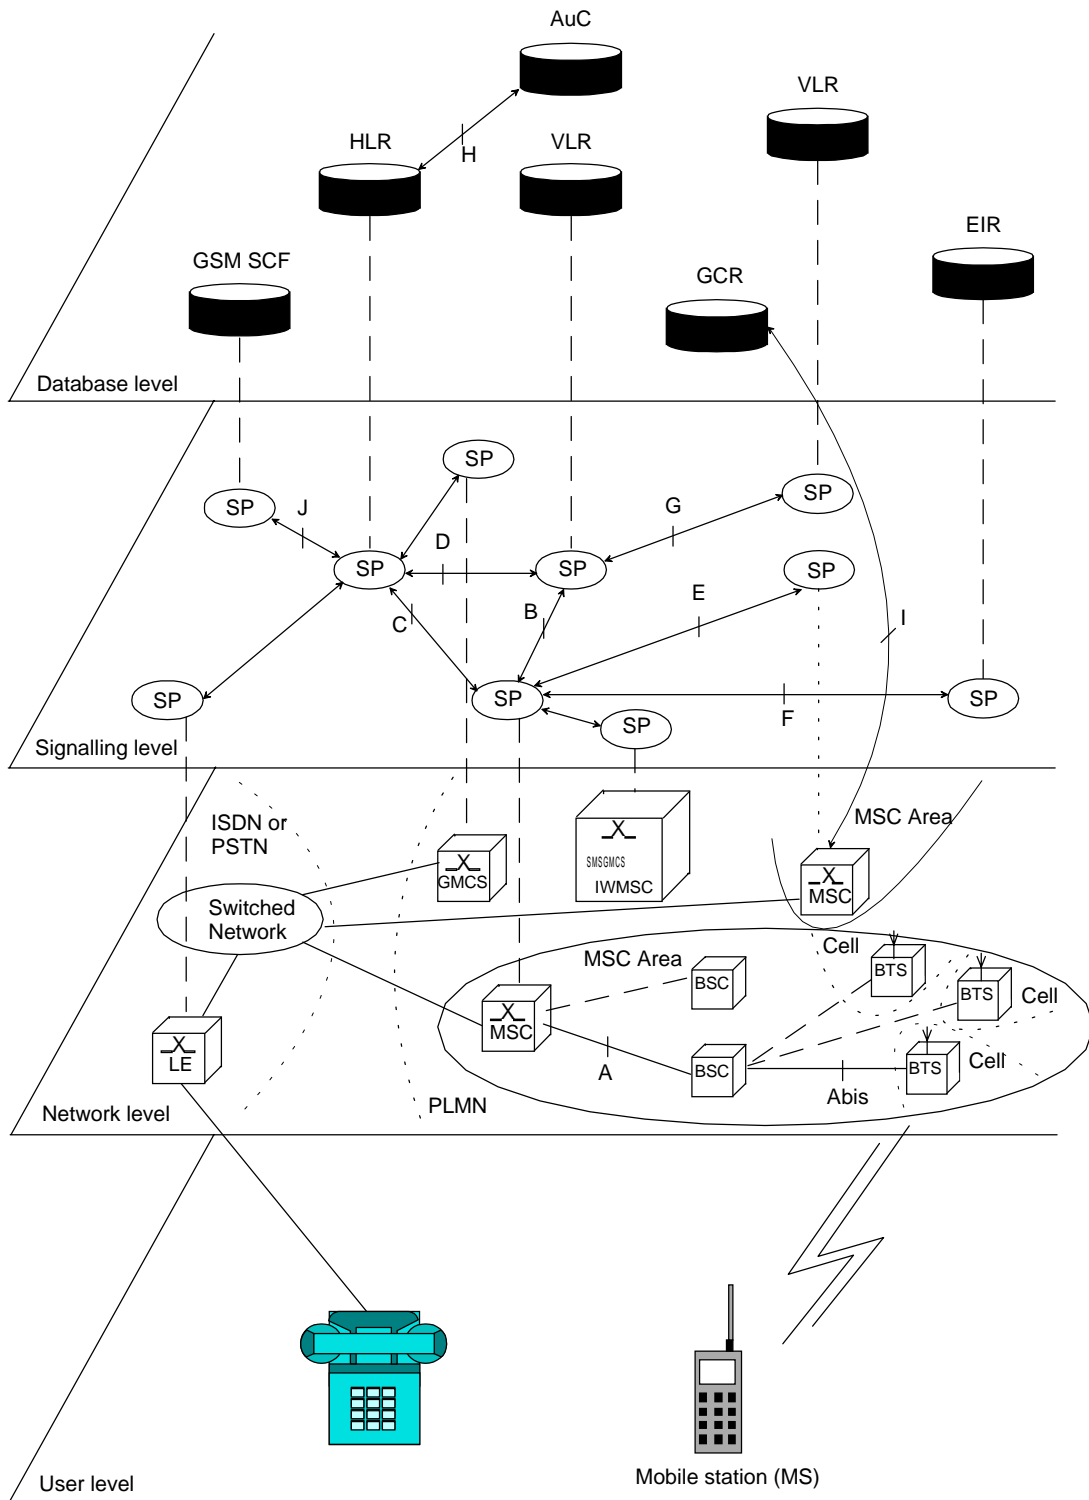 AuC
VLR
HLR
H
VLR
EIR
GSM SCF
GCR
Database level
SP
SP
J
G
SP
D
SP
SP
SP
E
B
C
I
SP
SP
SP
F
SP
Signalling level
ISDN or
PSTN
MSC Area
SMSGMCS
GMCS
IWMSC
MSC
Switched
Network
Cell
MSC Area
BTS
BSC
BTS
Cell
MSC
LE
A
BSC
BTS
Cell
Abis
PLMN
Network level
Mobile station (MS)
User level